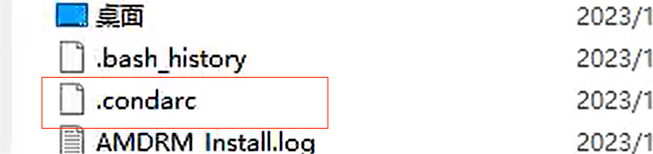 桌面 2023/1
.bash_history 2023/1
.condarc 2023/1
AMDRM_Install.log 2023/1